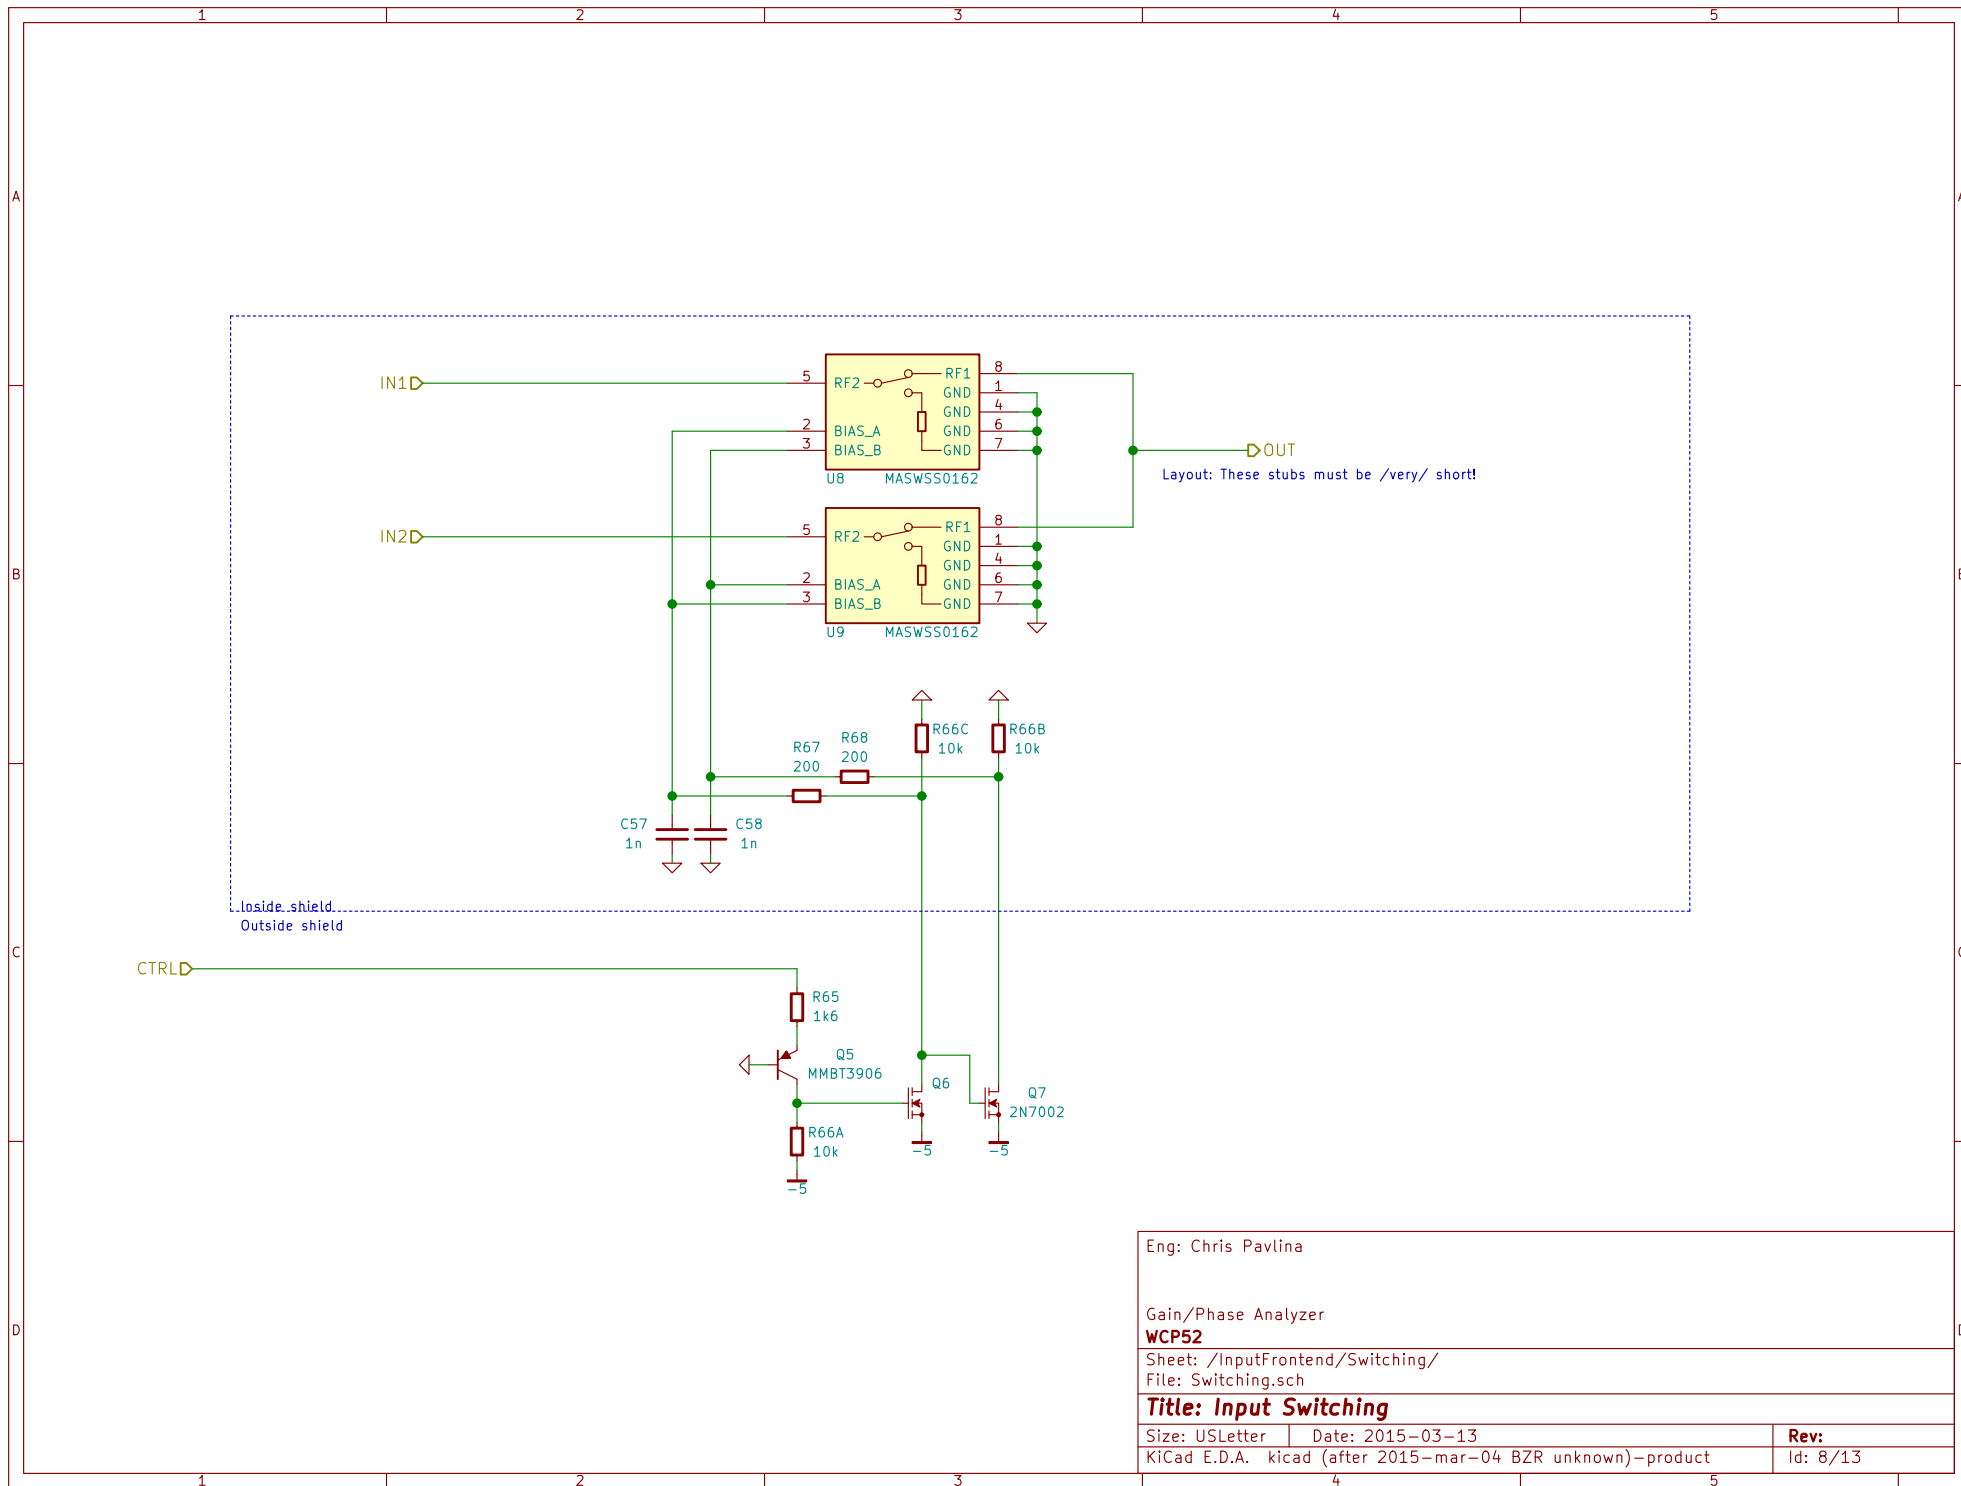 1 2 3 4 5
A
IN1
5 RF2 RF1 8
GND 1
GND 4
2 BIAS_A GND 6
3 BIAS_B GND 7
U8 MASWSS0162
OUT
Layout: These stubs must be /very/ short!
IN2
5 RF2 RF1 8
GND 1
GND 4
2 BIAS_A GND 6
3 BIAS_B GND 7
U9 MASWSS0162
B
R67
200
R68
200
R66C
10k
R66B
10k
C57
1n
C58
1n
Inside shield
Outside shield
C
CTRL
R65
1k6
Q5
MMBT3906
Q6
Q7
2N7002
R66A
10k
-5
-5
-5
D
Eng: Chris Pavlina
Gain/Phase Analyzer
WCP52
Sheet: /InputFrontend/Switching/
File: Switching.sch
Title: Input Switching
Size: USLetter Date: 2015-03-13 Rev:
KiCad E.D.A. kicad (after 2015-mar-04 BZR unknown)-product Id: 8/13
1 2 3 4 5